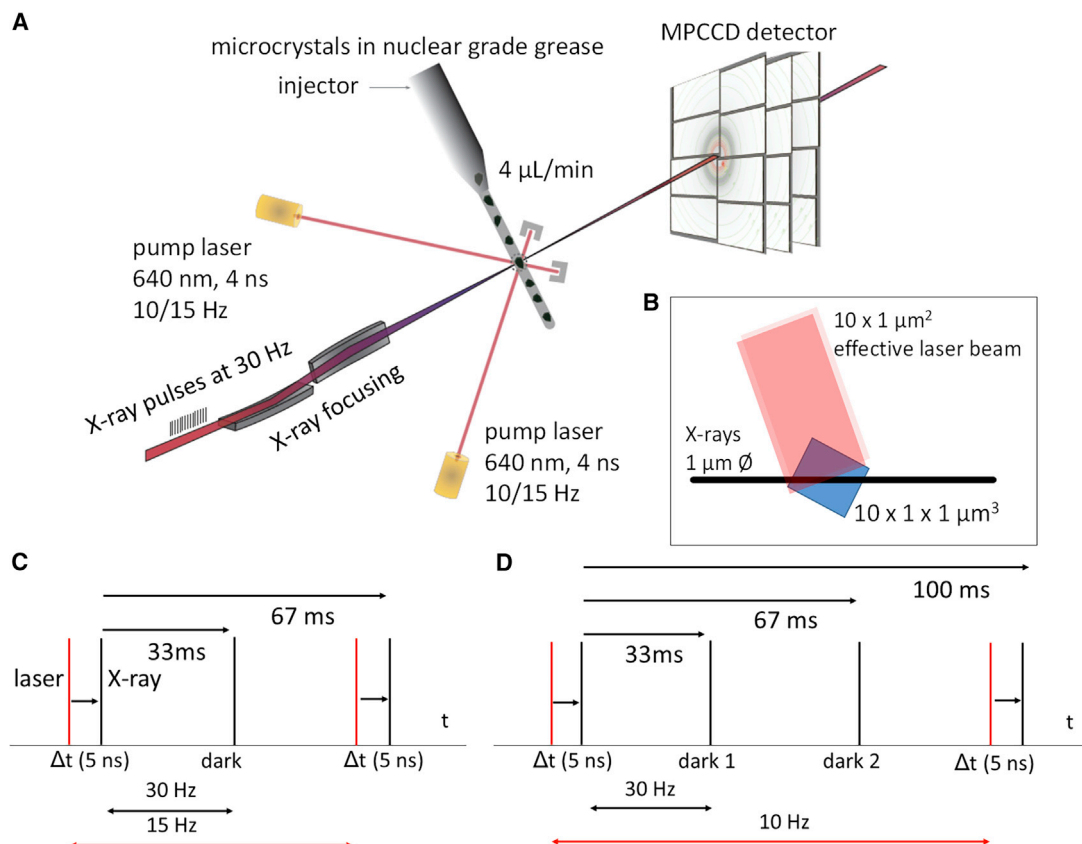 A
microcrystals in nuclear grade grease
injector
MPCCD detector
4 µL/min
pump laser
640 nm, 4 ns
10/15 Hz
X-ray pulses at 30 Hz
X-ray focusing
pump laser
640 nm, 4 ns
10/15 Hz
B
10 x 1 µm²
effective laser beam
X-rays
1 µm Ø
10 x 1 x 1 µm³
C
67 ms
33ms
laser
X-ray
t
Δt (5 ns)
dark
Δt (5 ns)
30 Hz
15 Hz
D
100 ms
67 ms
33ms
t
Δt (5 ns)
dark 1
dark 2
Δt (5 ns)
30 Hz
10 Hz